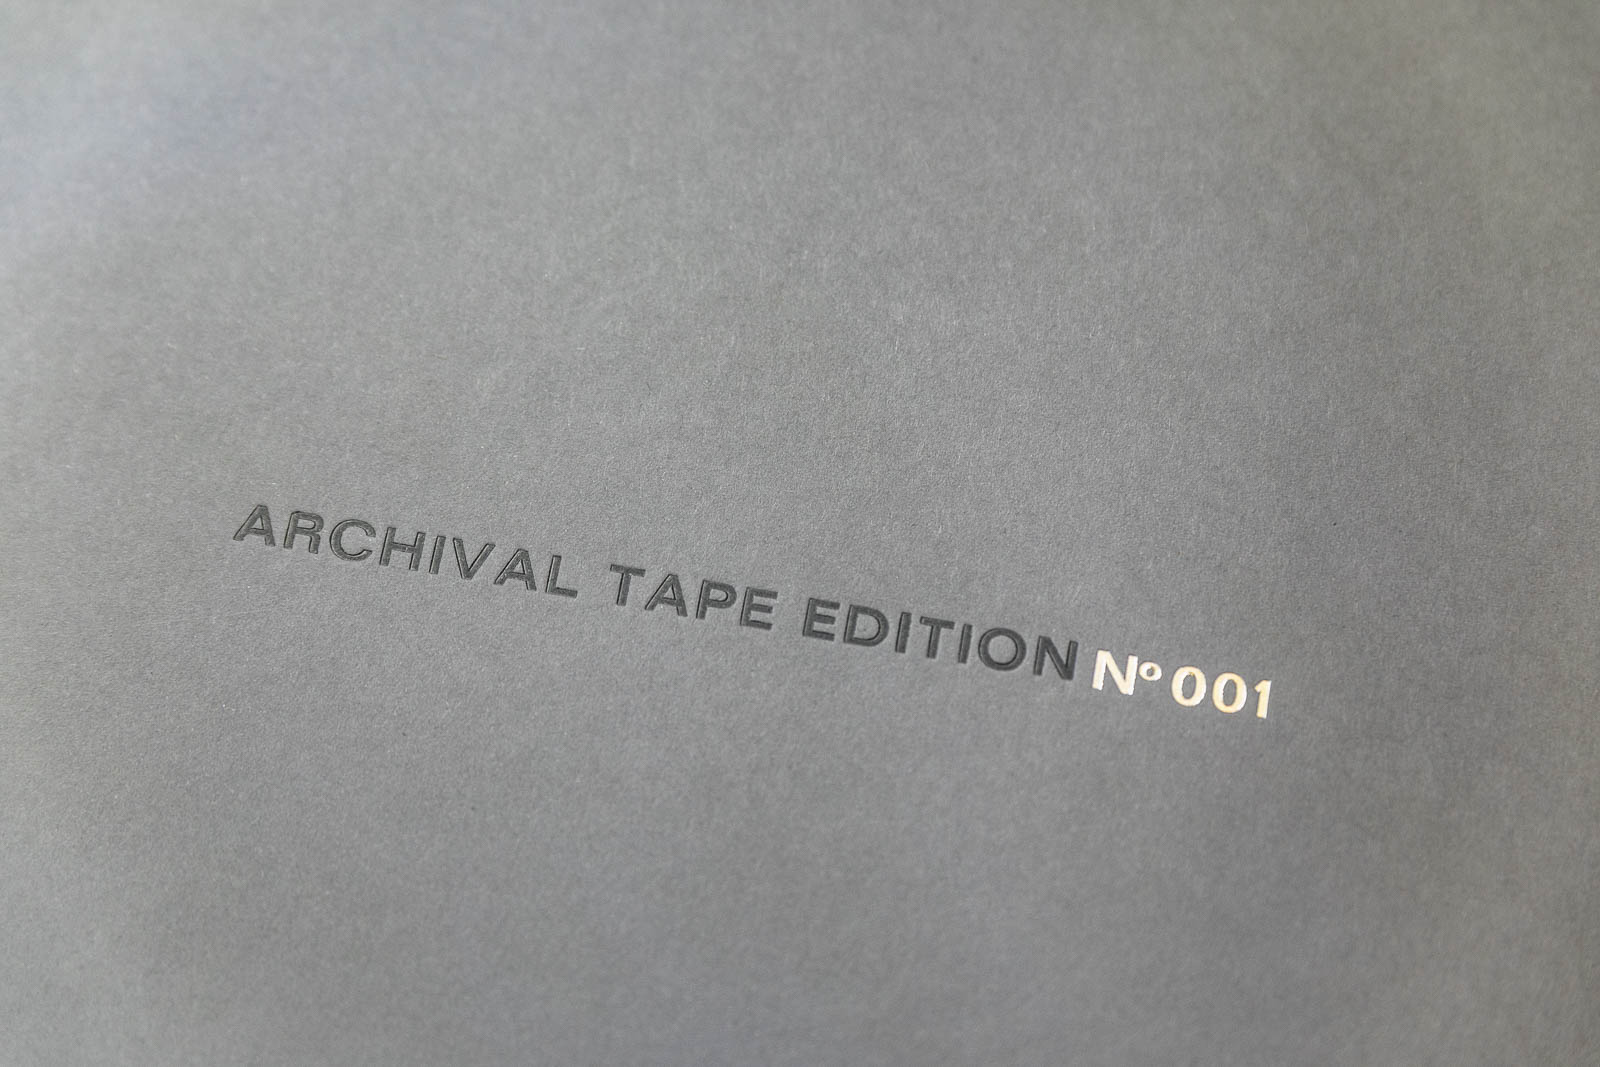 ARCHIVAL TAPE EDITION Nº 001